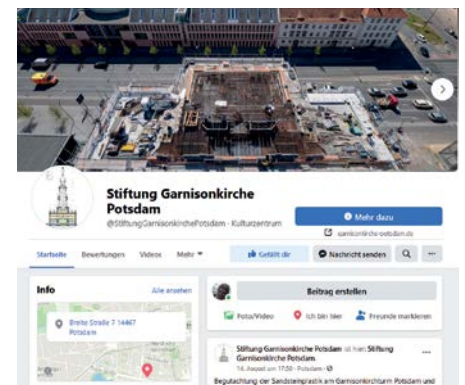 Stiftung Garnisonkirche
Potsdam
@StiftungGarnisonkirchePotsdam · Kulturzentrum
Mehr dazu
garnisonkirche-potsdam.de
Startseite Bewertungen Videos Mehr
Gefällt dir
Nachricht senden
Info
Alle ansehen
Breite Straße 7 14467
Potsdam
Beitrag erstellen
Foto/Video
Ich bin hier
Freunde markieren
Stiftung Garnisonkirche Potsdam ist hier: Stiftung
Garnisonkirche Potsdam.
14. August um 17:50 · Potsdam ·
Begutachtung der Sandsteinplastik am Garnisonkirchturm Potsdam und